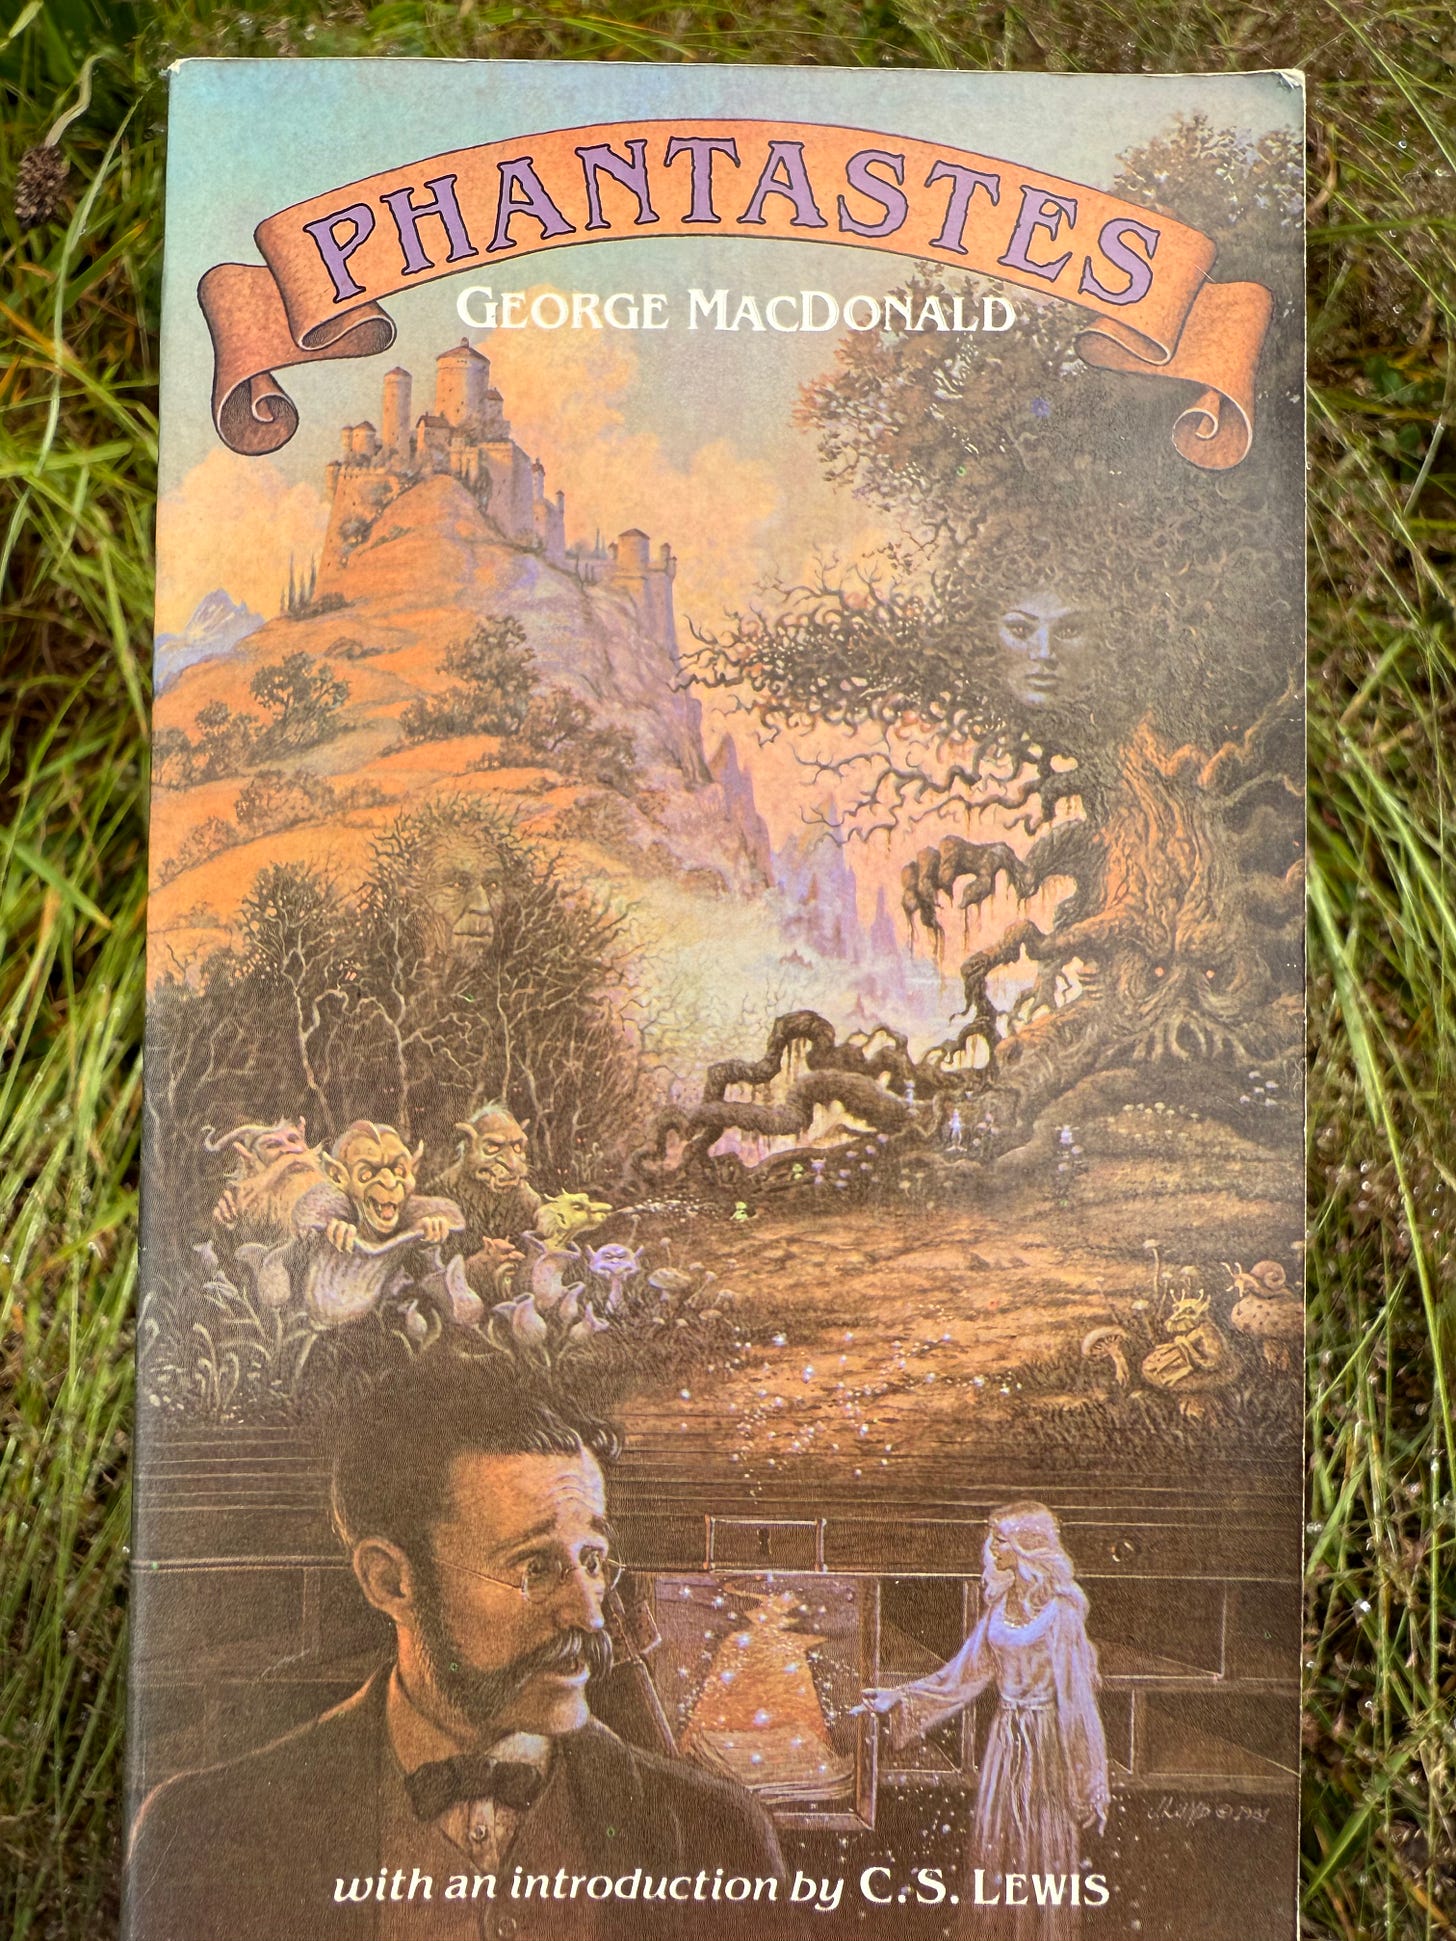 PHANTASTES
GEORGE MACDONALD
with an introduction by C.S. LEWIS